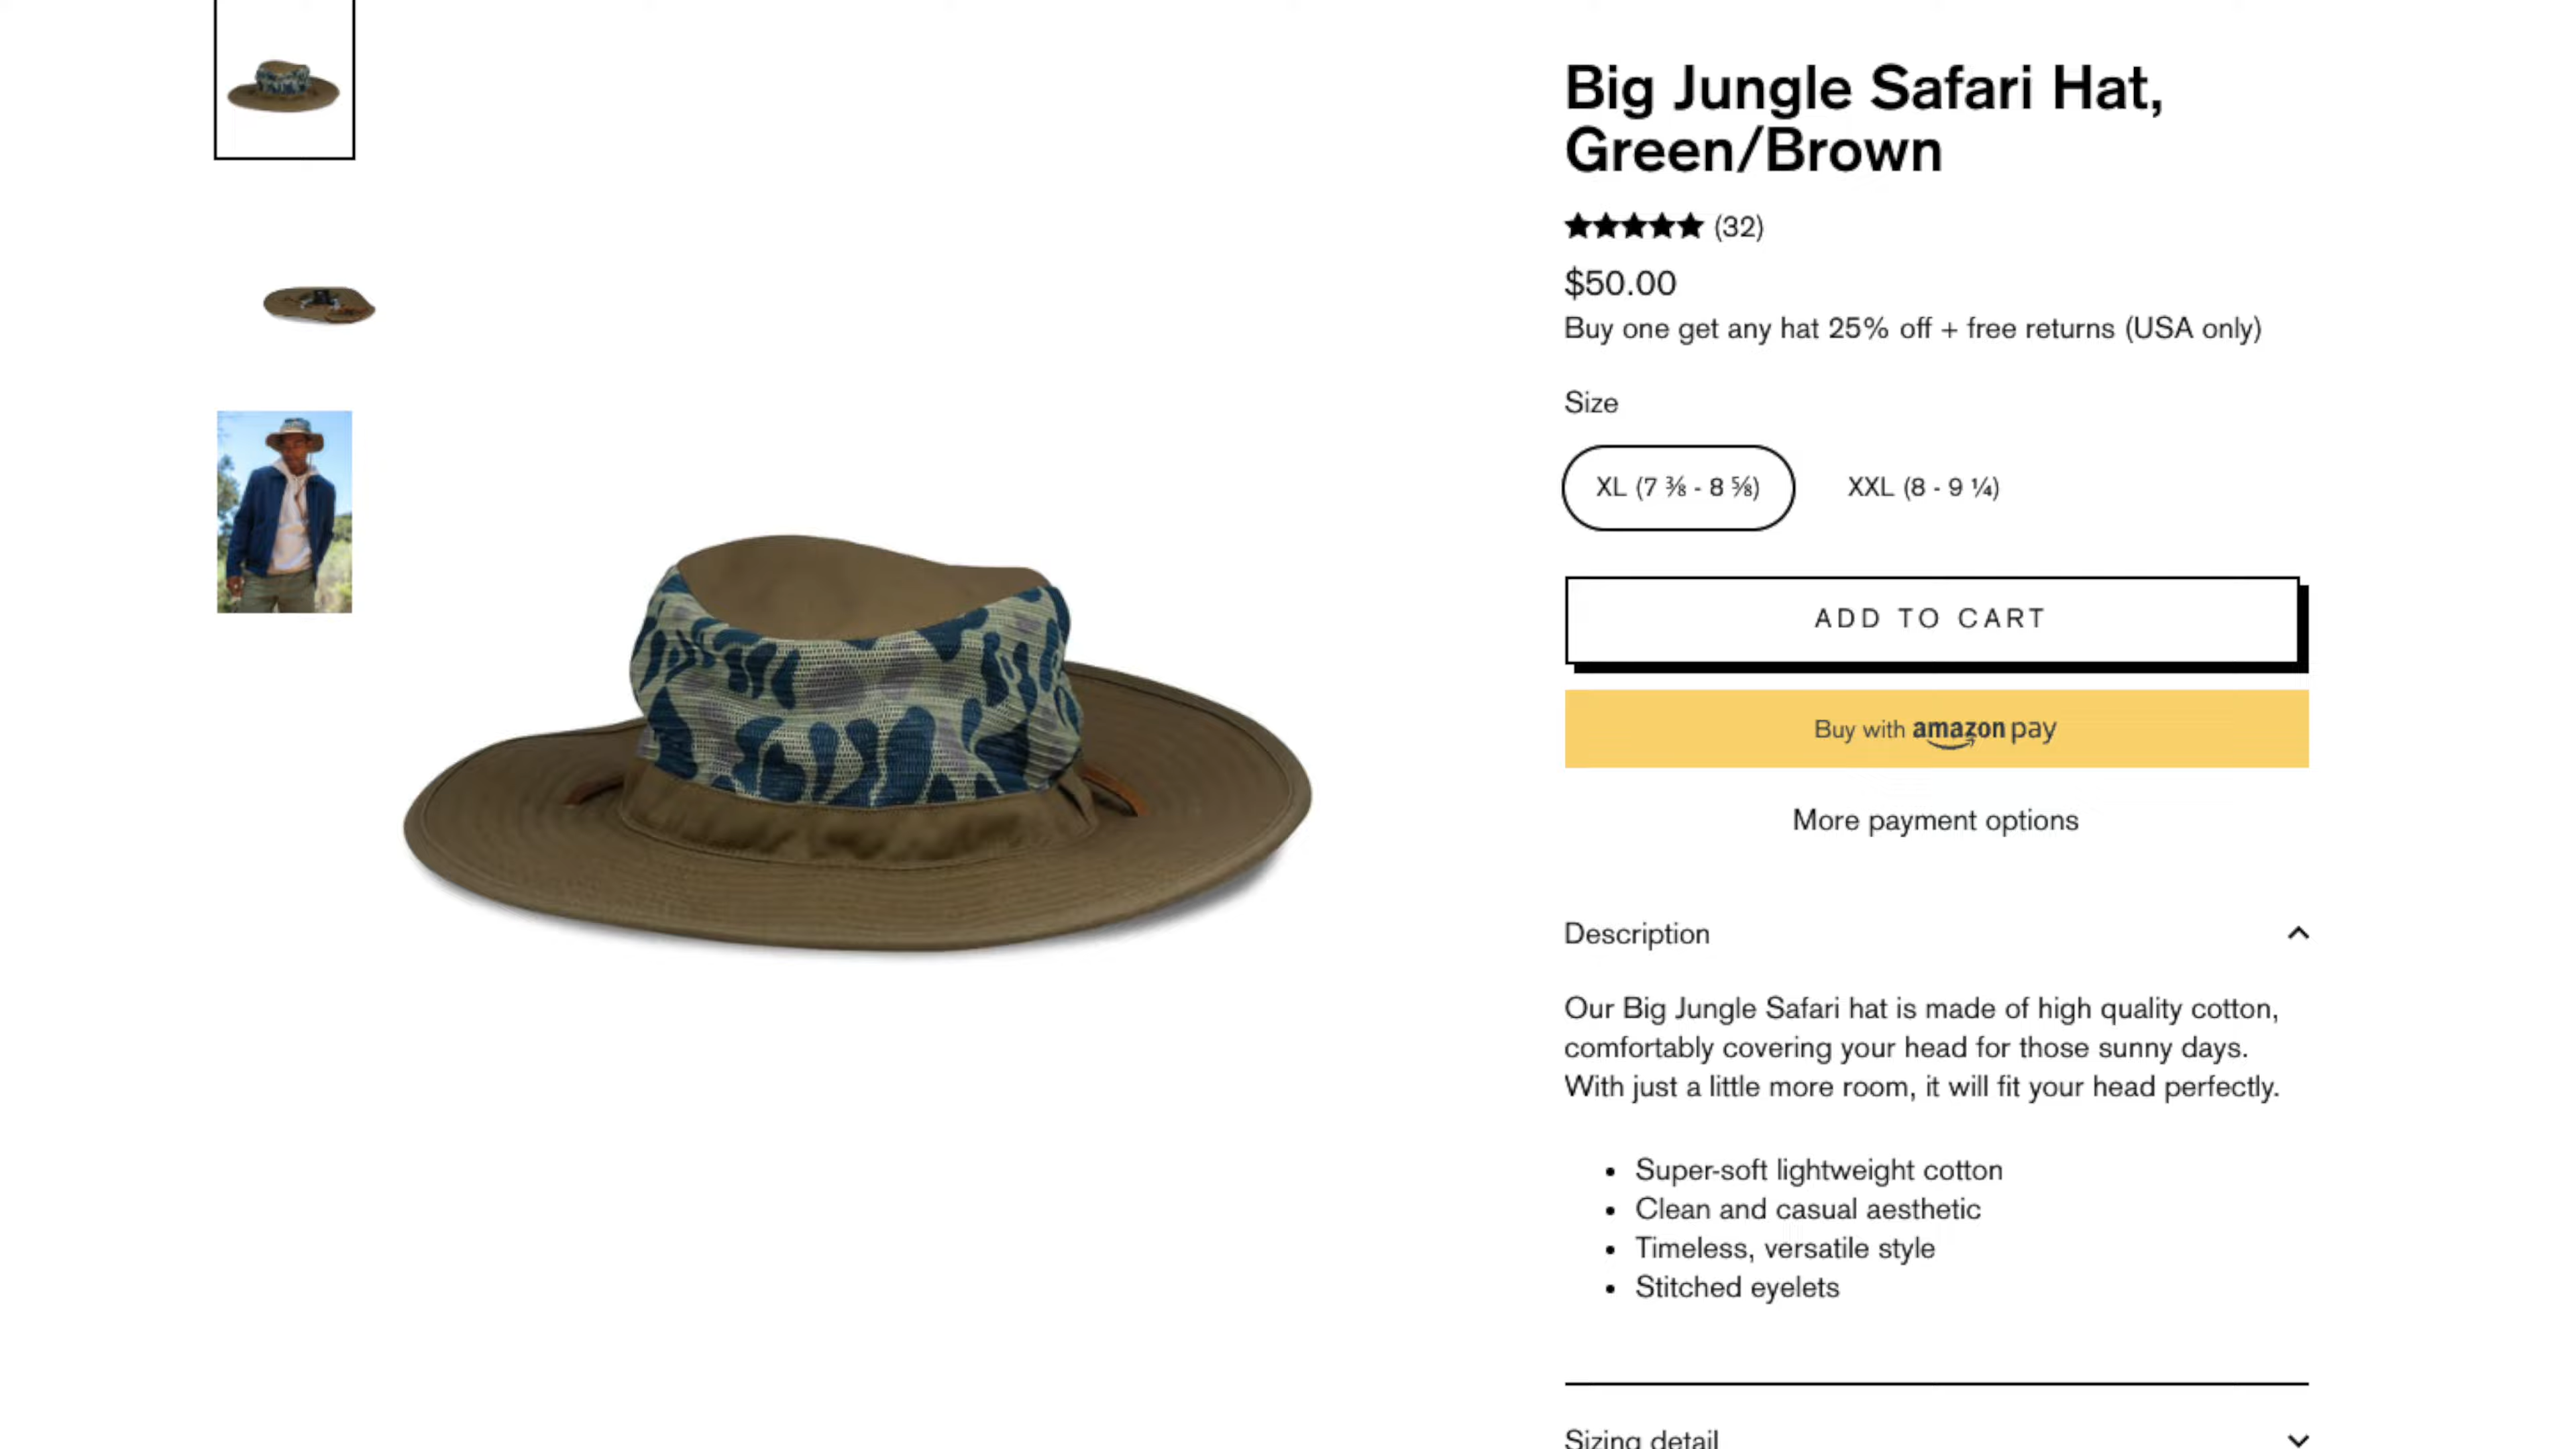 Big Jungle Safari Hat,
Green/Brown
(32)
$50.00
Buy one get any hat 25% off + free returns (USA only)
Size
XL (7 ⅜ - 8 ⅝)
XXL (8 - 9 ¼)
ADD TO CART
Buy with amazon pay
More payment options
Description
Our Big Jungle Safari hat is made of high quality cotton,
comfortably covering your head for those sunny days.
With just a little more room, it will fit your head perfectly.
• Super-soft lightweight cotton
• Clean and casual aesthetic
• Timeless, versatile style
• Stitched eyelets
Sizing detail